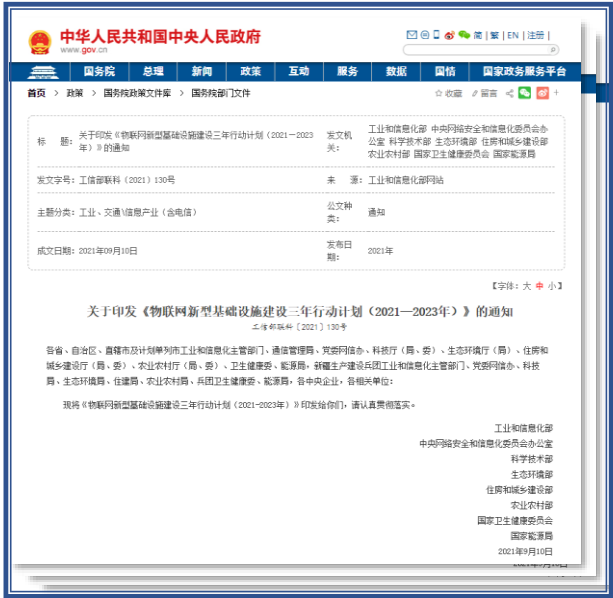 中华人民共和国中央人民政府
www.gov.cn
简 | 繁 | EN | 注册 |
国务院 总理 新闻 政策 互动 服务 数据 国情 国家政务服务平台
首页 > 政策 > 国务院政策文件库 > 国务院部门文件
收藏 留言
标 题: 关于印发《物联网新型基础设施建设三年行动计划(2021—2023
年)》的通知
发文机
关:
工业和信息化部 中央网络安全和信息化委员会办
公室 科学技术部 生态环境部 住房和城乡建设部
农业农村部 国家卫生健康委员会 国家能源局
发文字号: 工信部联科〔2021〕130号
来 源: 工业和信息化部网站
主题分类: 工业、交通\信息产业(含电信)
公文种
类:
通知
成文日期: 2021年09月10日
发布日
期:
2021年
【字体: 大 中 小】
关于印发《物联网新型基础设施建设三年行动计划(2021—2023年)》的通知
工信部联科〔2021〕130号
各省、自治区、直辖市及计划单列市工业和信息化主管部门、通信管理局、党委网信办、科技厅(局、委)、生态环境厅(局)、住房和
城乡建设厅(局、委)、农业农村厅(局、委)、卫生健康委、能源局,新疆生产建设兵团工业和信息化主管部门、党委网信办、科技
局、生态环境局、住建局、农业农村局、兵团卫生健康委、能源局,各中央企业,各相关单位:
现将《物联网新型基础设施建设三年行动计划(2021-2023年)》印发给你们,请认真贯彻落实。
工业和信息化部
中央网络安全和信息化委员会办公室
科学技术部
生态环境部
住房和城乡建设部
农业农村部
国家卫生健康委员会
国家能源局
2021年9月10日